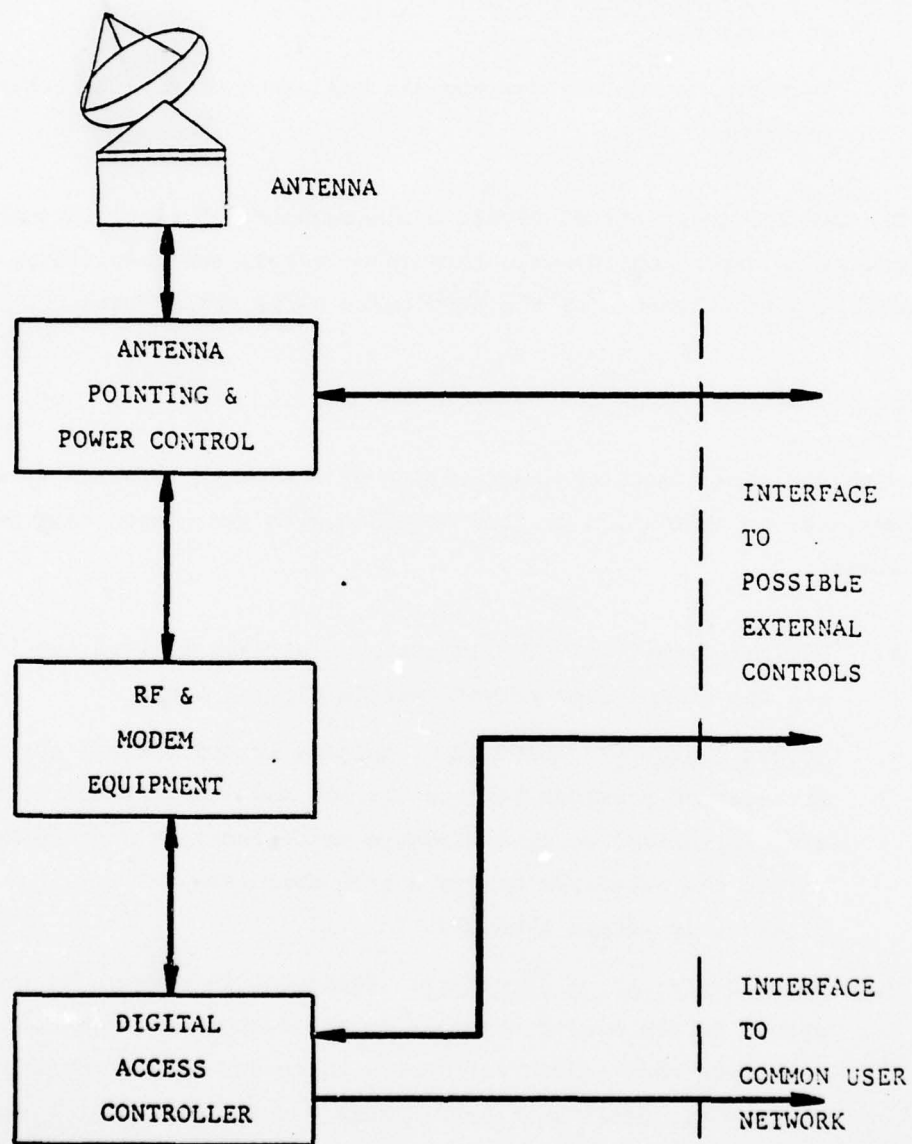 ANTENNA
ANTENNA
POINTING &
POWER CONTROL
INTERFACE
TO
POSSIBLE
EXTERNAL
CONTROLS
RF &
MODEM
EQUIPMENT
DIGITAL
ACCESS
CONTROLLER
INTERFACE
TO
COMMON USER
NETWORK